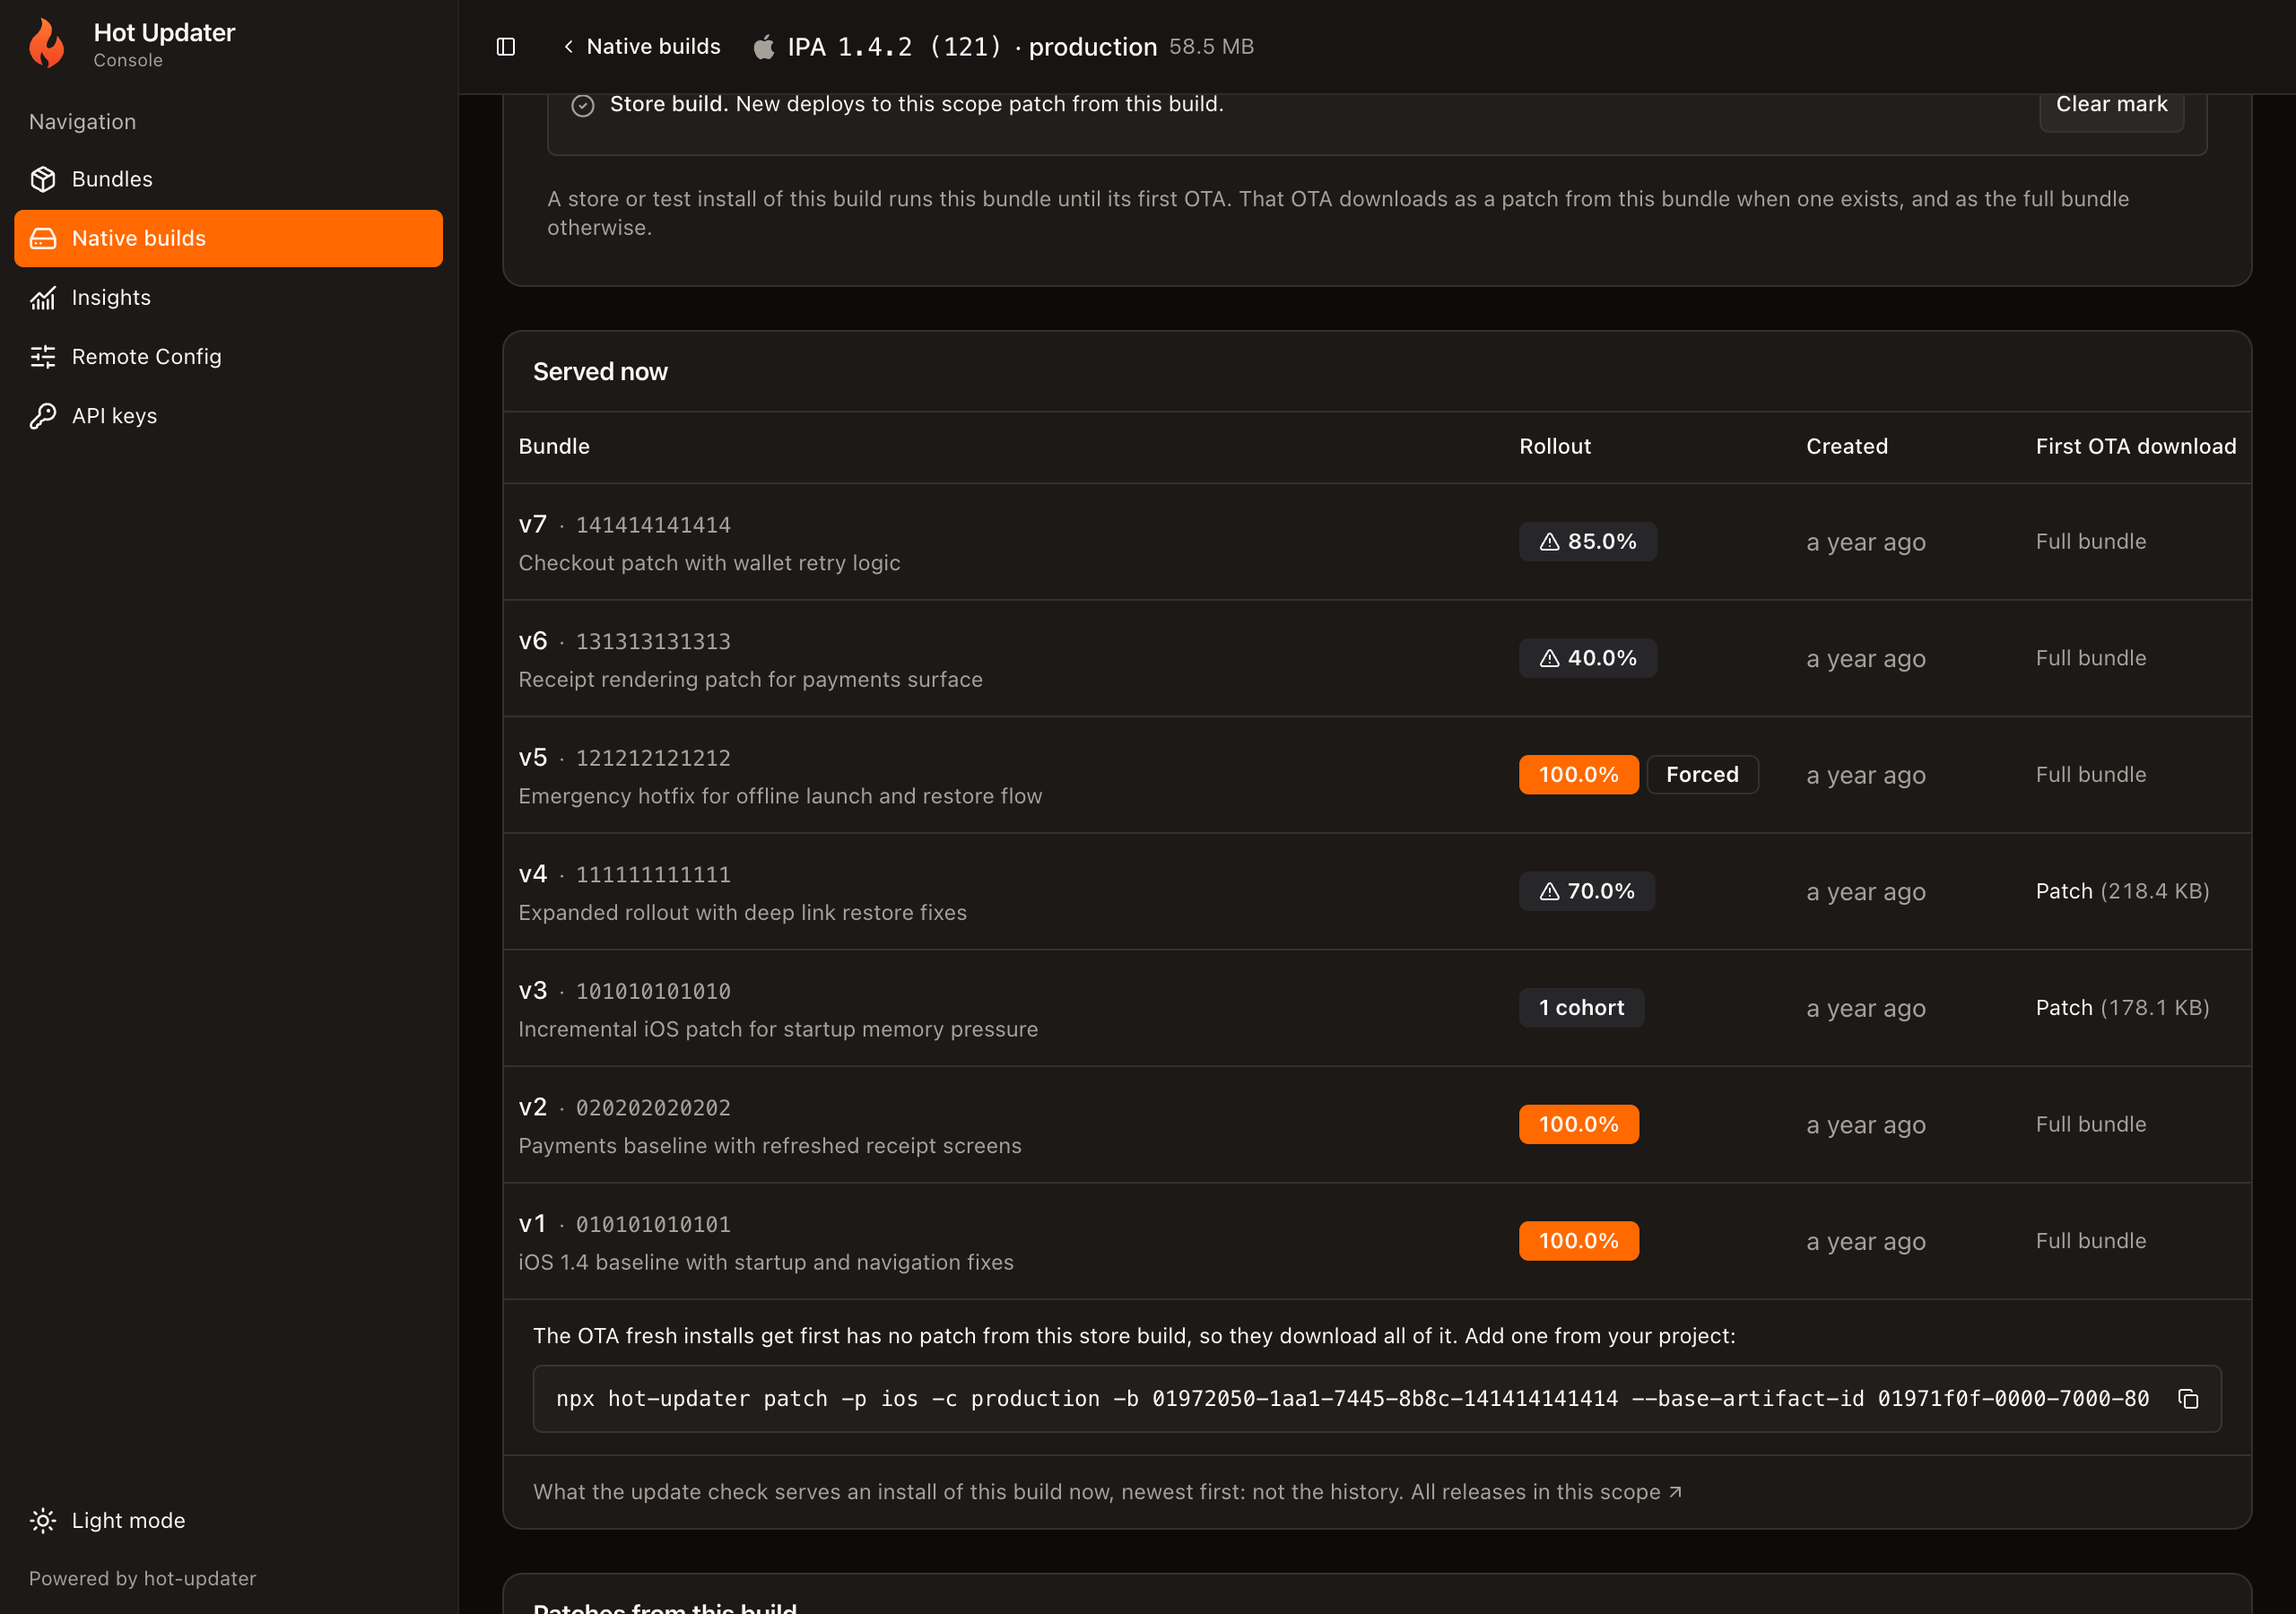 Hot Updater
Console
Navigation
Bundles
Native builds
Insights
Remote Config
API keys
Light mode
Powered by hot-updater
Native builds
IPA 1.4.2 (121) · production 58.5 MB
Store build. New deploys to this scope patch from this build.
Clear mark
A store or test install of this build runs this bundle until its first OTA. That OTA downloads as a patch from this bundle when one exists, and as the full bundle
otherwise.
Served now
Bundle Rollout Created First OTA download
v7 · 141414141414
Checkout patch with wallet retry logic
85.0% a year ago Full bundle
v6 · 131313131313
Receipt rendering patch for payments surface
40.0% a year ago Full bundle
v5 · 121212121212
Emergency hotfix for offline launch and restore flow
100.0% Forced a year ago Full bundle
v4 · 111111111111
Expanded rollout with deep link restore fixes
70.0% a year ago Patch (218.4 KB)
v3 · 101010101010
Incremental iOS patch for startup memory pressure
1 cohort a year ago Patch (178.1 KB)
v2 · 020202020202
Payments baseline with refreshed receipt screens
100.0% a year ago Full bundle
v1 · 010101010101
iOS 1.4 baseline with startup and navigation fixes
100.0% a year ago Full bundle
The OTA fresh installs get first has no patch from this store build, so they download all of it. Add one from your project:
npx hot-updater patch -p ios -c production -b 01972050-1aa1-7445-8b8c-141414141414 --base-artifact-id 01971f0f-0000-7000-80
What the update check serves an install of this build now, newest first: not the history. All releases in this scope ↗
Patches from this build